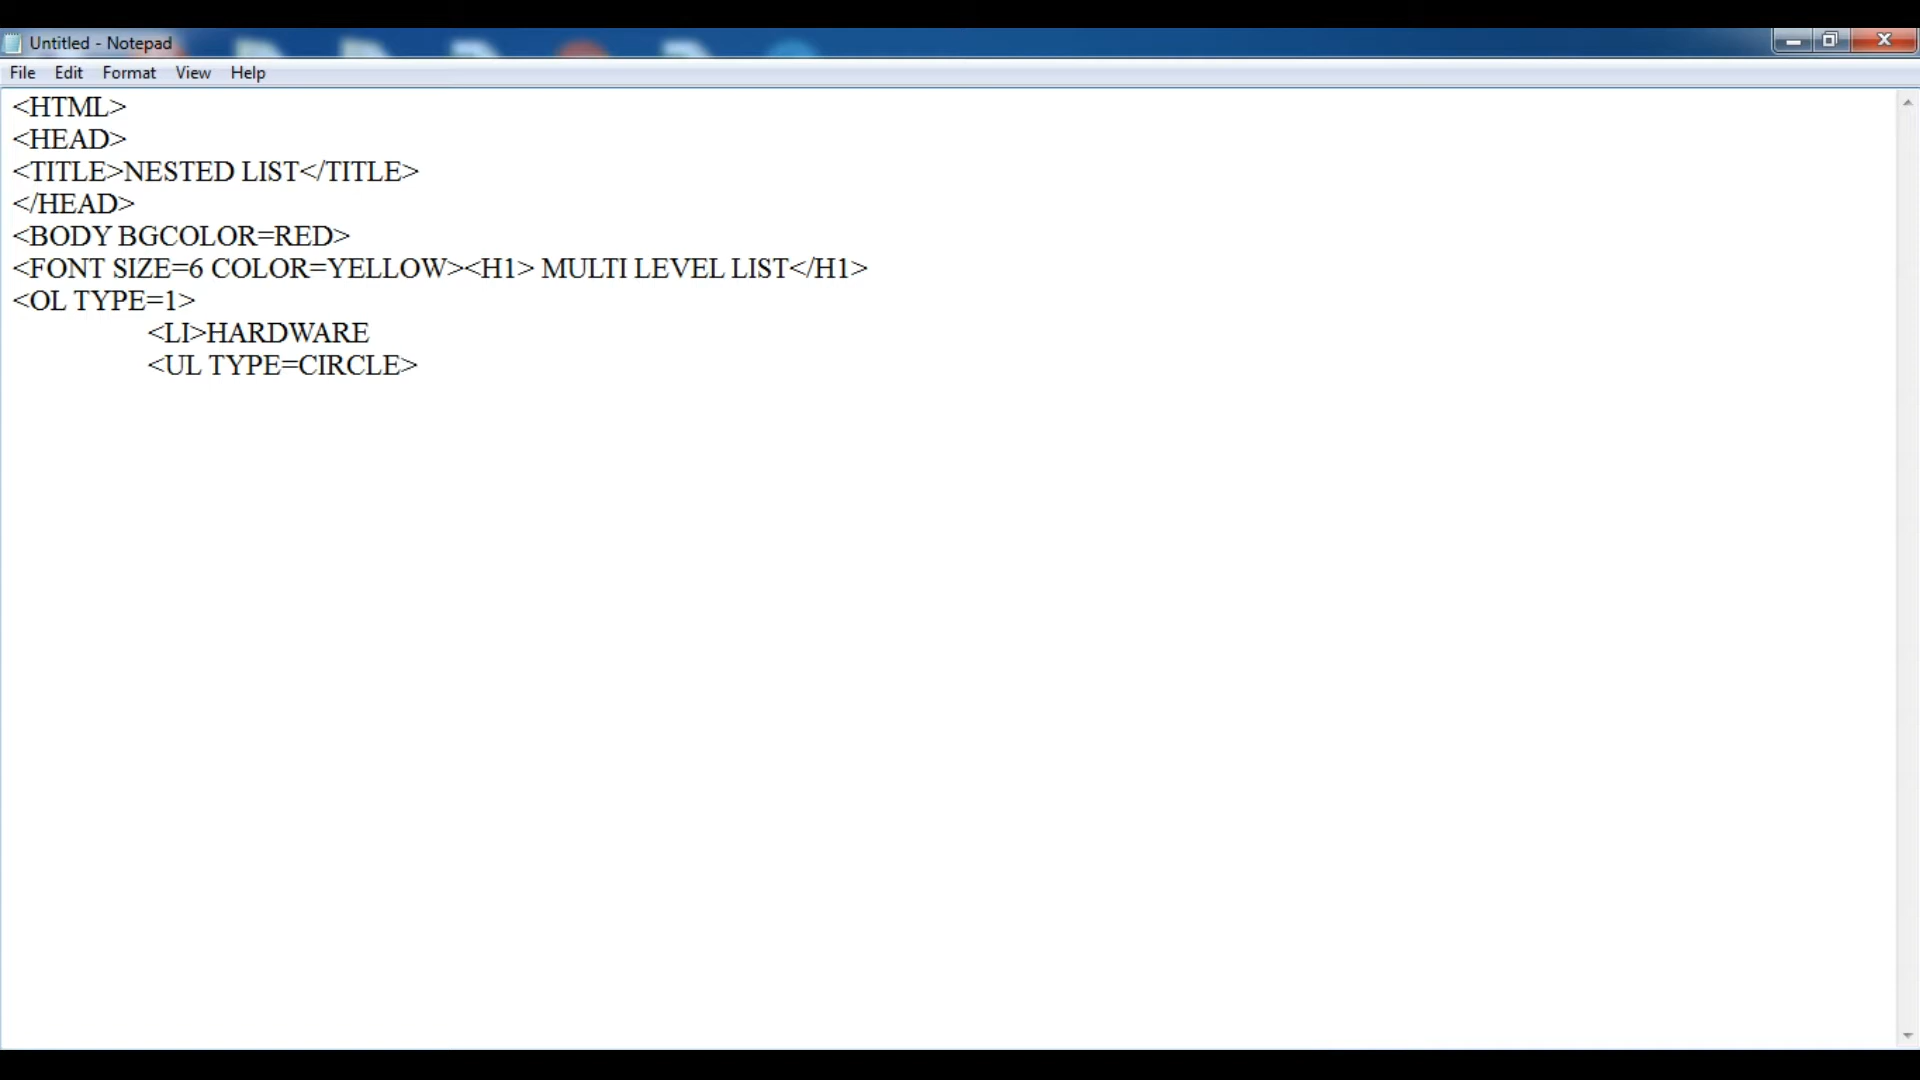 Untitled - Notepad
File Edit Format View Help
<HTML>
<HEAD>
<TITLE>NESTED LIST</TITLE>
</HEAD>
<BODY BGCOLOR=RED>
<FONT SIZE=6 COLOR=YELLOW><H1> MULTI LEVEL LIST</H1>
<OL TYPE=1>
<LI>HARDWARE
<UL TYPE=CIRCLE>